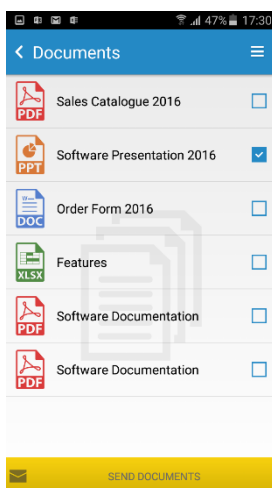 47% 17:30
Documents
PDF Sales Catalogue 2016
PPT Software Presentation 2016
DOC Order Form 2016
XLSX Features
PDF Software Documentation
PDF Software Documentation
SEND DOCUMENTS